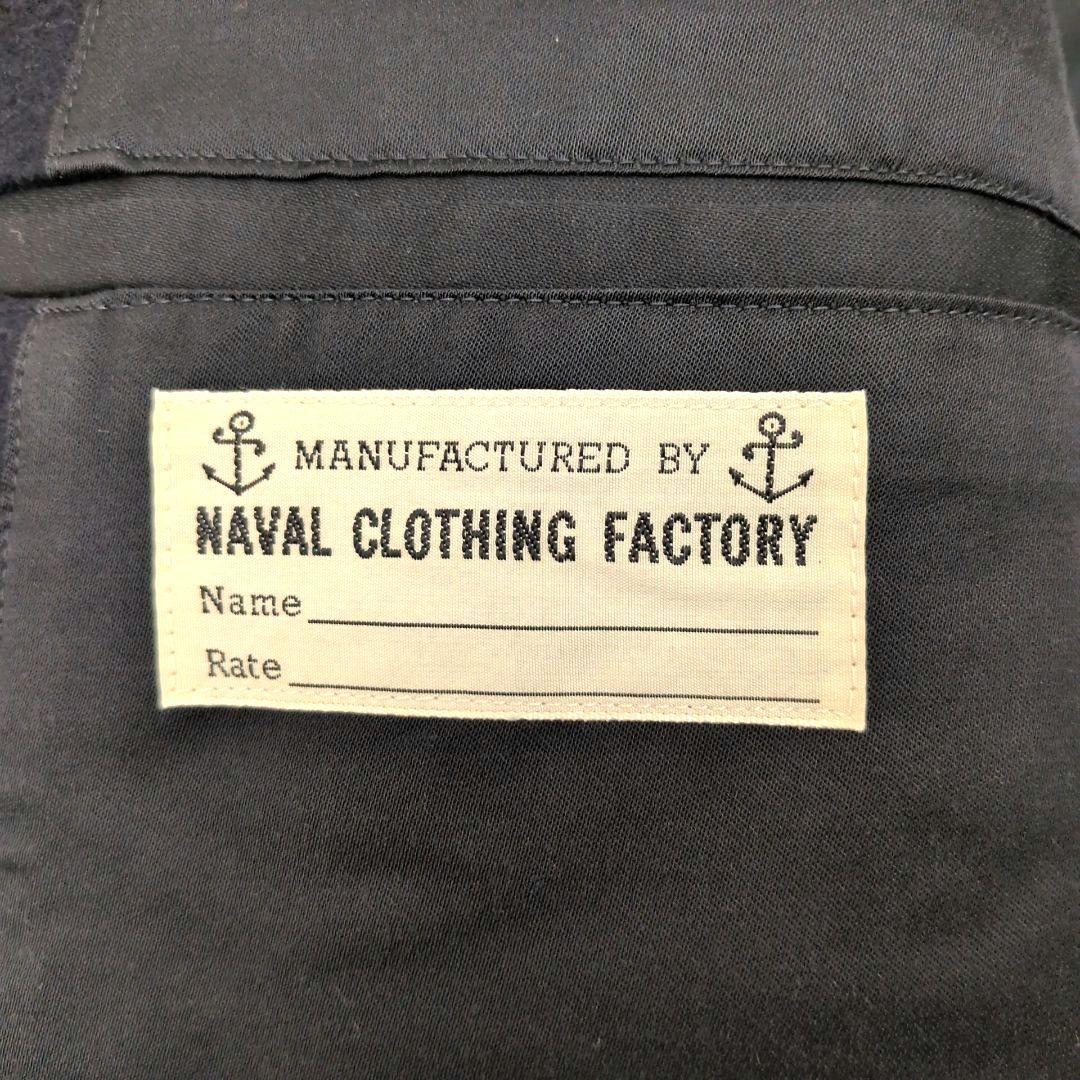 MANUFACTURED BY
NAVAL CLOTHING FACTORY
Name
Rate